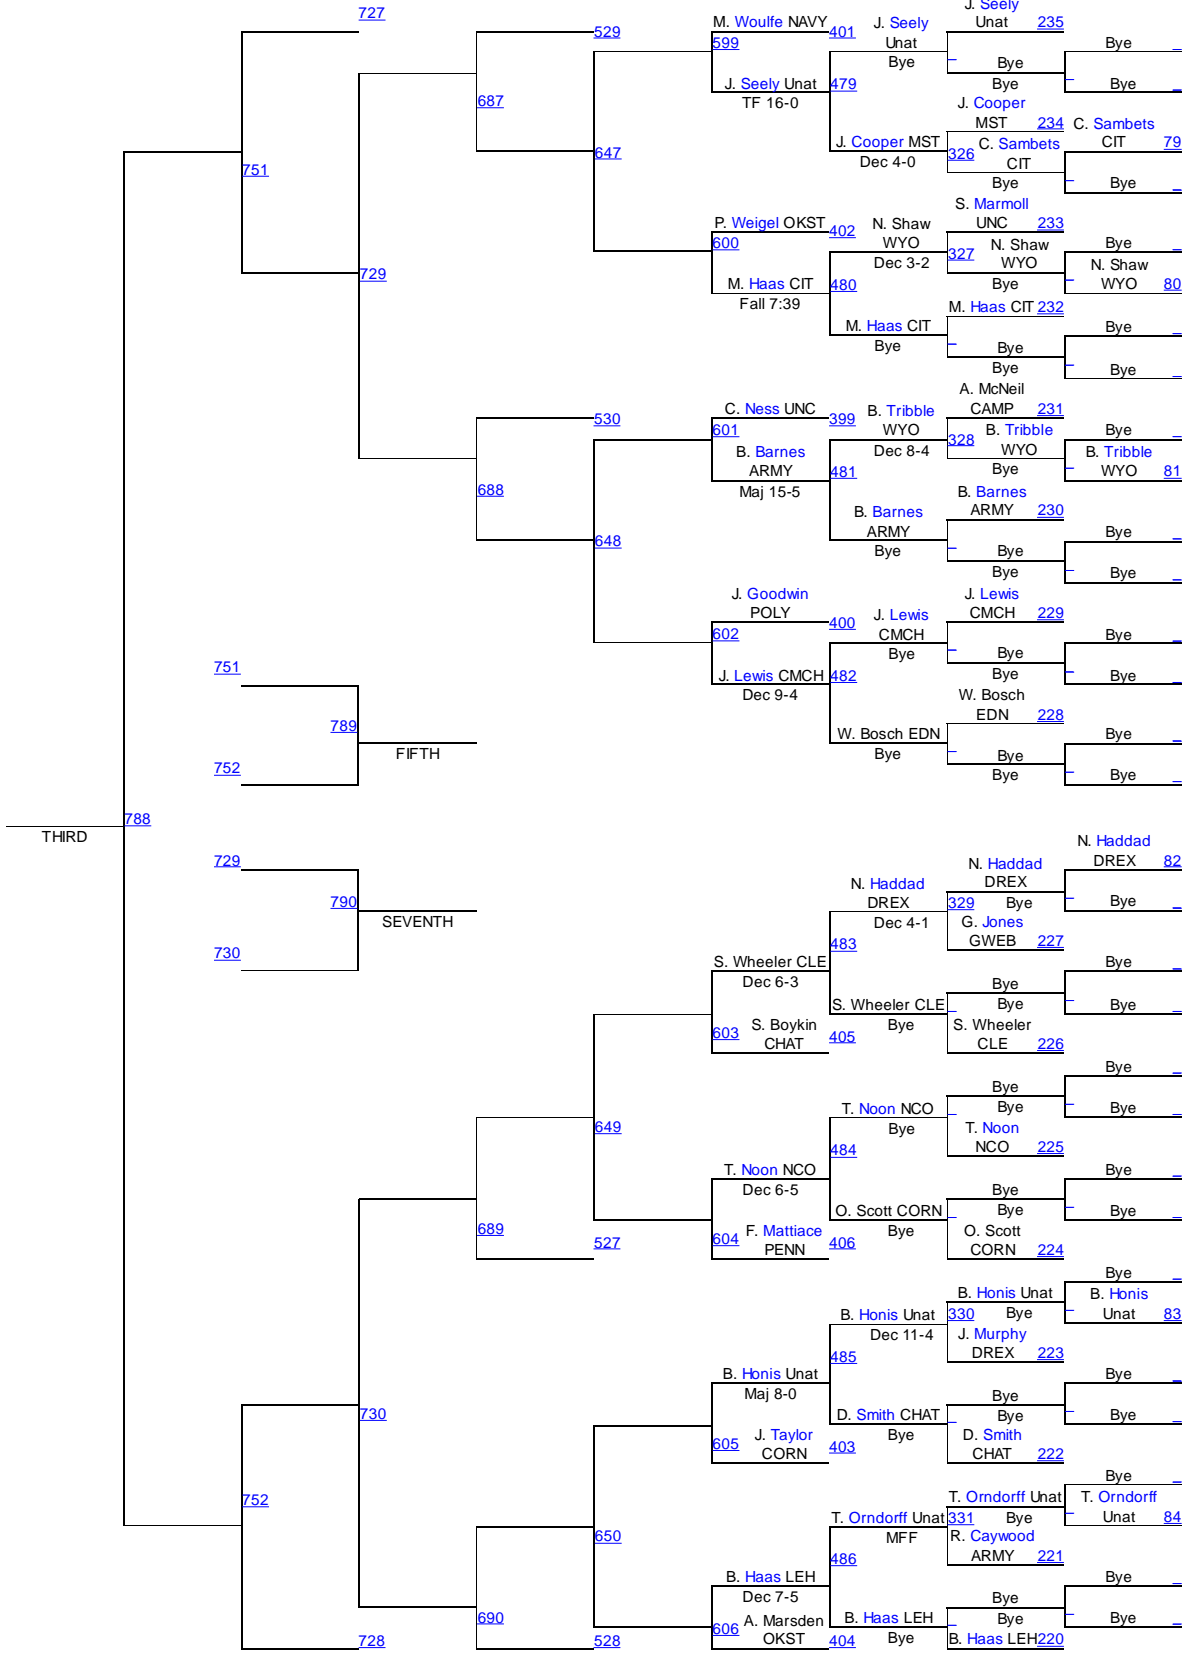 727
529
M. Woulfe NAVY 401
599
J. Seely
Unat
Bye
J. Seely
Unat 235
Bye _
_ Bye
Bye
_ Bye _
687
J. Seely Unat 479
TF 16-0
J. Cooper
MST 234
J. Cooper MST
Dec 4-0
326 C. Sambets
CIT
Bye
C. Sambets
CIT 79
_ Bye _
647
751
P. Weigel OKST 402
600
N. Shaw
WYO
Dec 3-2
S. Marmoll
UNC 233
327 N. Shaw
WYO
Bye
Bye _
_ N. Shaw
WYO 80
729
M. Haas CIT 480
Fall 7:39
M. Haas CIT 232
M. Haas CIT
Bye
_ Bye
Bye
Bye _
_ Bye _
530
C. Ness UNC 399
601
B. Tribble
WYO
Dec 8-4
A. McNeil
CAMP 231
328 B. Tribble
WYO
Bye
Bye _
_ B. Tribble
WYO 81
B. Barnes
ARMY 481
Maj 15-5
688
B. Barnes
ARMY
Bye
B. Barnes
ARMY 230
_ Bye
Bye
Bye _
_ Bye _
648
J. Goodwin
POLY 400
602
J. Lewis
CMCH
Bye
J. Lewis
CMCH 229
_ Bye
Bye
Bye _
_ Bye _
J. Lewis CMCH 482
Dec 9-4
W. Bosch
EDN 228
W. Bosch EDN
Bye
_ Bye
Bye
Bye _
_ Bye _
751
789
FIFTH
752
788
THIRD
729
790
SEVENTH
730
N. Haddad
DREX
Dec 4-1
N. Haddad
DREX
329 Bye
G. Jones
GWEB 227
N. Haddad
DREX 82
_ Bye _
483
S. Wheeler CLE
Dec 6-3
S. Wheeler CLE
Bye
Bye
_ Bye
S. Wheeler
CLE 226
Bye _
_ Bye _
603 S. Boykin
CHAT 405
649
T. Noon NCO
Bye
Bye
_ Bye
T. Noon
NCO 225
Bye _
_ Bye _
484
T. Noon NCO
Dec 6-5
O. Scott CORN
Bye
Bye
_ Bye
O. Scott
CORN 224
Bye _
_ Bye _
689
527
604 F. Mattiace
PENN 406
B. Honis Unat
Dec 11-4
B. Honis Unat
330 Bye
J. Murphy
DREX 223
Bye _
_ B. Honis
Unat 83
485
B. Honis Unat
Maj 8-0
730
D. Smith CHAT
Bye
Bye
_ Bye
D. Smith
CHAT 222
Bye _
_ Bye _
605 J. Taylor
CORN 403
752
T. Orndorff Unat
MFF
T. Orndorff Unat
331 Bye
R. Caywood
ARMY 221
Bye _
_ T. Orndorff
Unat 84
650
486
B. Haas LEH
Dec 7-5
B. Haas LEH
Bye
Bye
_ Bye
B. Haas LEH 220
Bye _
_ Bye _
690
728
528
606 A. Marsden
OKST 404